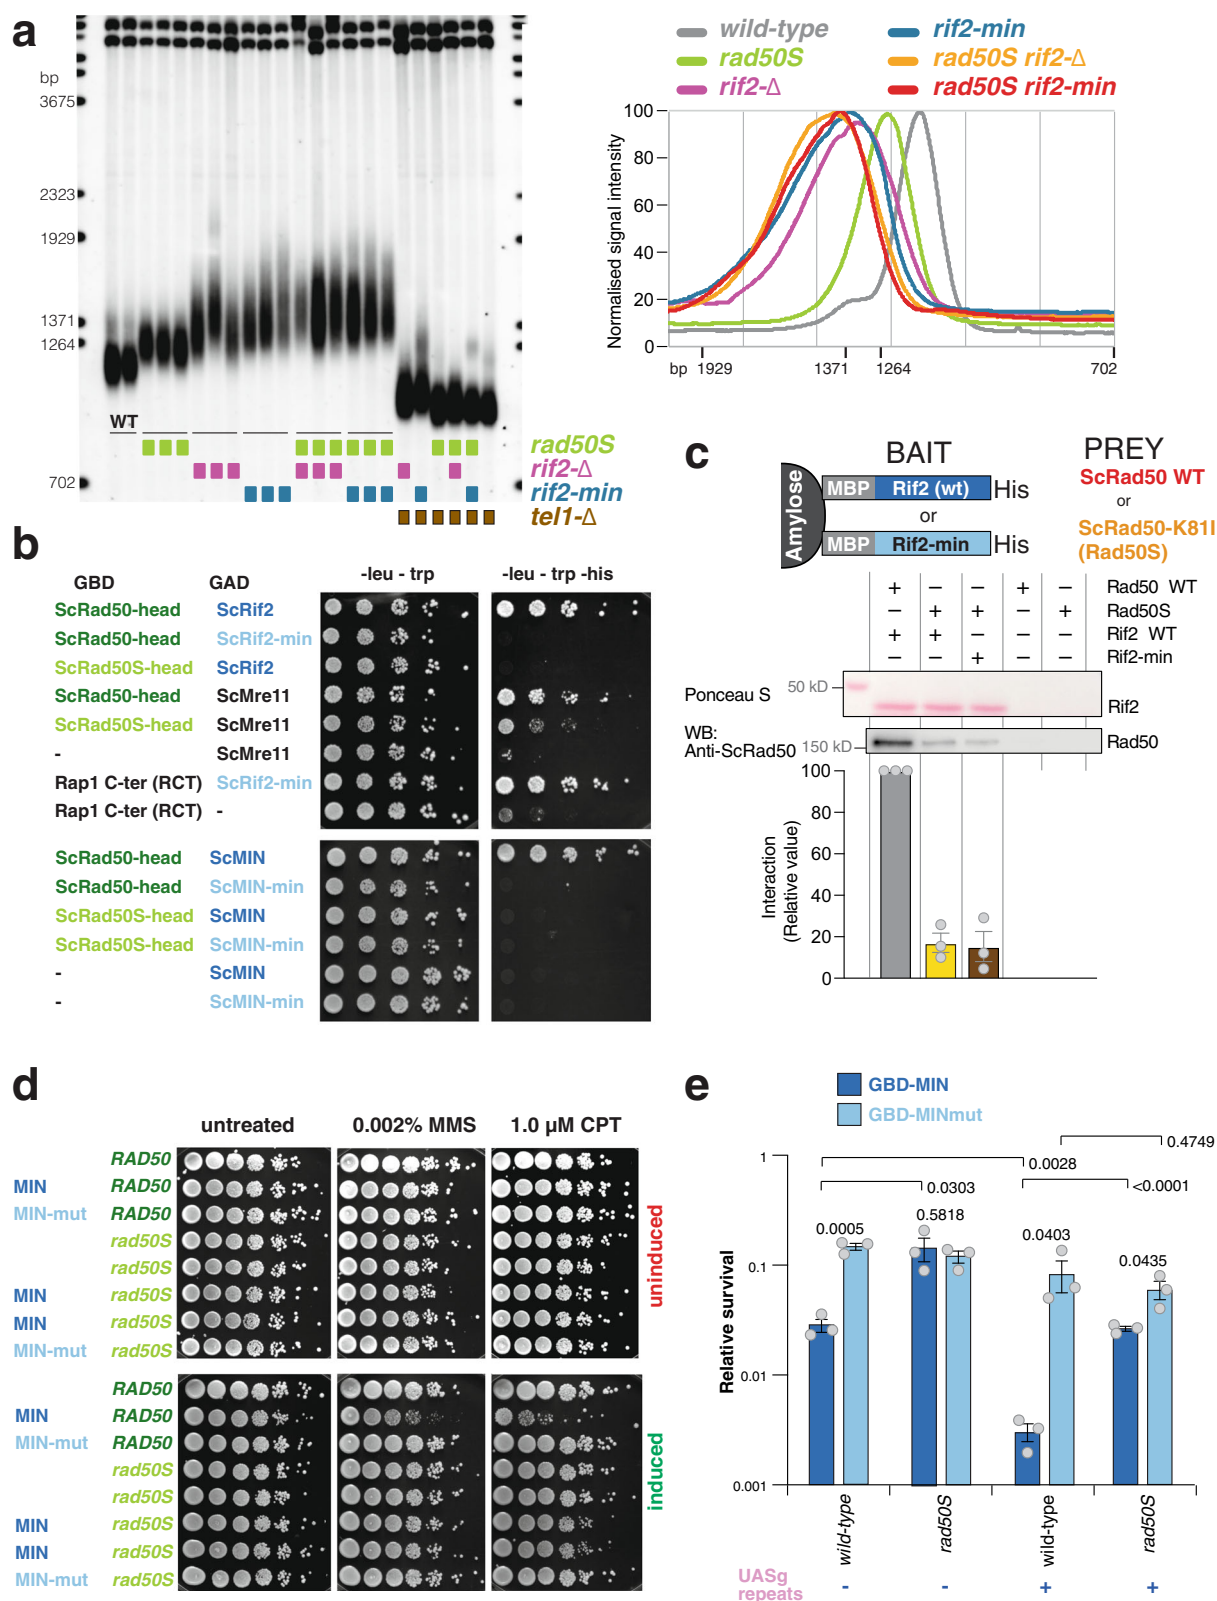 a
bp
3675
2323
1929
1371
1264
702
WT
rad50S
rif2-Δ
rif2-min
tel1-Δ
wild-type
rad50S
rif2-Δ
rif2-min
rad50S rif2-Δ
rad50S rif2-min
Normalised signal intensity
100
80
60
40
20
0
bp 1929 1371 1264 702
b
GBD GAD -leu - trp -leu - trp -his
ScRad50-head ScRif2
ScRad50-head ScRif2-min
ScRad50S-head ScRif2
ScRad50-head ScMre11
ScRad50S-head ScMre11
- ScMre11
Rap1 C-ter (RCT) ScRif2-min
Rap1 C-ter (RCT) -
ScRad50-head ScMIN
ScRad50-head ScMIN-min
ScRad50S-head ScMIN
ScRad50S-head ScMIN-min
- ScMIN
- ScMIN-min
c
BAIT PREY
Amylose
MBP Rif2 (wt) His
or
MBP Rif2-min His
ScRad50 WT
or
ScRad50-K81I
(Rad50S)
+ − − + − Rad50 WT
− + + − + Rad50S
+ + − − − Rif2 WT
− − + − − Rif2-min
Ponceau S 50 kD Rif2
WB:
Anti-ScRad50 150 kD Rad50
Interaction
(Relative value)
100
80
60
40
20
0
d
untreated 0.002% MMS 1.0 µM CPT
RAD50
MIN RAD50
MIN-mut RAD50
rad50S
rad50S
MIN rad50S
MIN rad50S
MIN-mut rad50S
uninduced
RAD50
MIN RAD50
MIN-mut RAD50
rad50S
rad50S
MIN rad50S
MIN rad50S
MIN-mut rad50S
induced
e
GBD-MIN
GBD-MINmut
Relative survival
1
0.1
0.01
0.001
0.4749
0.0028
0.0303
<0.0001
0.0005
0.5818
0.0403
0.0435
wild-type rad50S wild-type rad50S
UASg
repeats - - + +